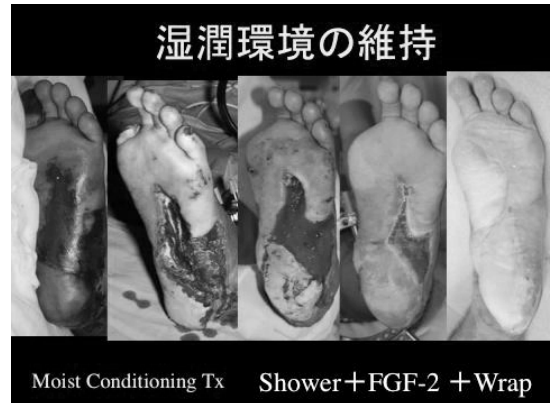 湿潤環境の維持
Moist Conditioning Tx
Shower＋FGF-2 ＋Wrap